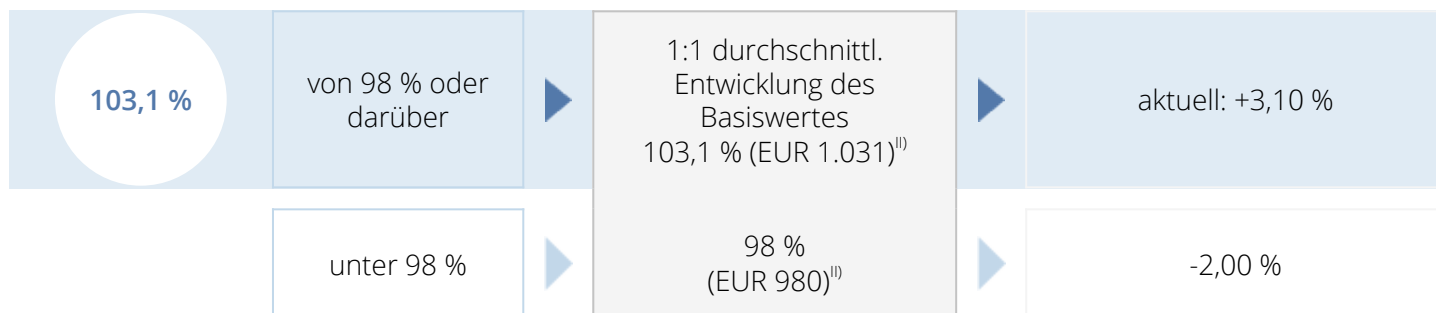 103,1 %
von 98 % oder
darüber
1:1 durchschnittl.
Entwicklung des
Basiswertes
103,1 % (EUR 1.031)II)
aktuell: +3,10 %
unter 98 %
98 %
(EUR 980)II)
-2,00 %